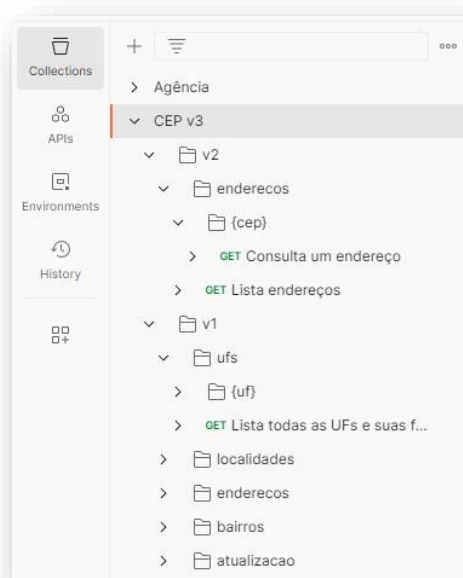 Collections
APIs
Environments
History
Agência
CEP v3
v2
enderecos
{cep}
GET Consulta um endereço
GET Lista endereços
v1
ufs
{uf}
GET Lista todas as UFs e suas f...
localidades
enderecos
bairros
atualizacao